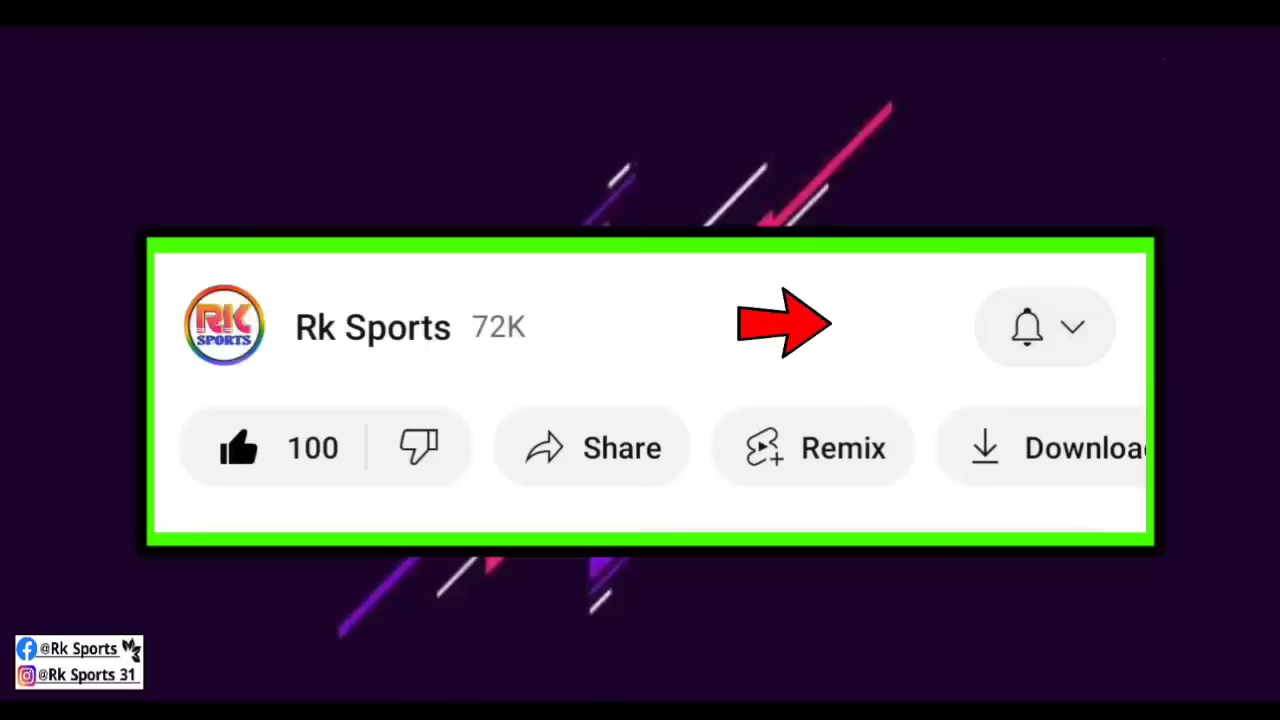 RK
SPORTS
Rk Sports 72K
100 Share Remix Downloa
@Rk Sports
@Rk Sports 31